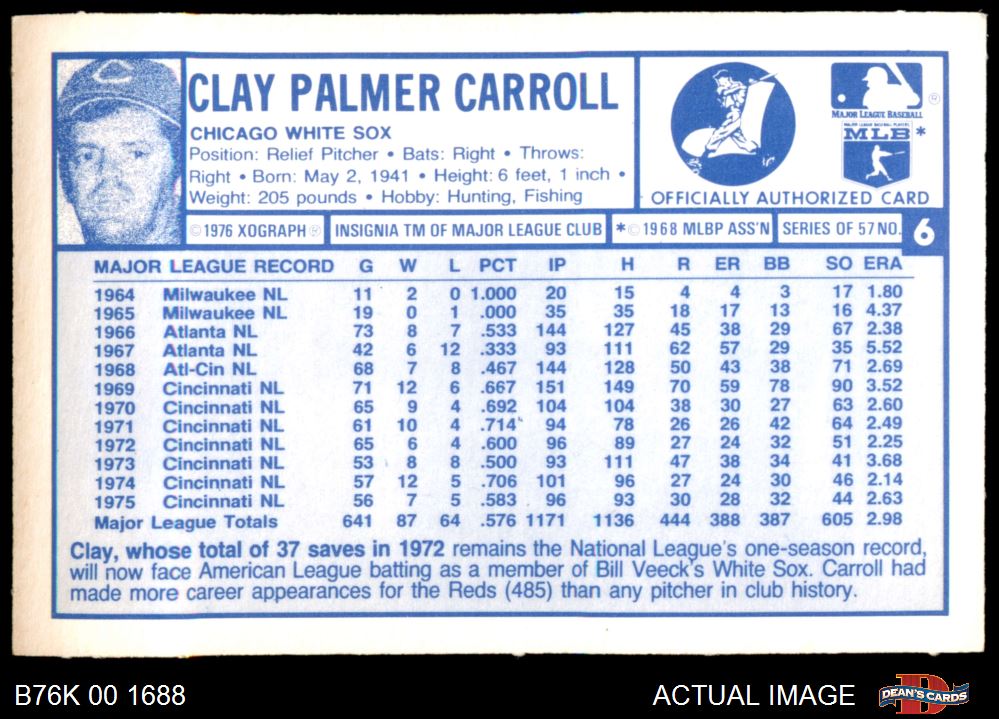 CLAY PALMER CARROLL
CHICAGO WHITE SOX
Position: Relief Pitcher • Bats: Right • Throws:
Right • Born: May 2, 1941 • Height: 6 feet, 1 inch •
Weight: 205 pounds • Hobby: Hunting, Fishing
MAJOR LEAGUE BASEBALL ®
MAJOR LEAGUE BASEBALL PLAYERS
MLB *
OFFICIALLY AUTHORIZED CARD
© 1976 XOGRAPH ® INSIGNIA TM OF MAJOR LEAGUE CLUB * © 1968 MLBP ASS'N SERIES OF 57 NO. 6
MAJOR LEAGUE RECORD G W L PCT IP H R ER BB SO ERA
1964 Milwaukee NL 11 2 0 1.000 20 15 4 4 3 17 1.80
1965 Milwaukee NL 19 0 1 .000 35 35 18 17 13 16 4.37
1966 Atlanta NL 73 8 7 .533 144 127 45 38 29 67 2.38
1967 Atlanta NL 42 6 12 .333 93 111 62 57 29 35 5.52
1968 Atl-Cin NL 68 7 8 .467 144 128 50 43 38 71 2.69
1969 Cincinnati NL 71 12 6 .667 151 149 70 59 78 90 3.52
1970 Cincinnati NL 65 9 4 .692 104 104 38 30 27 63 2.60
1971 Cincinnati NL 61 10 4 .714 94 78 26 26 42 64 2.49
1972 Cincinnati NL 65 6 4 .600 96 89 27 24 32 51 2.25
1973 Cincinnati NL 53 8 8 .500 93 111 47 38 34 41 3.68
1974 Cincinnati NL 57 12 5 .706 101 96 27 24 30 46 2.14
1975 Cincinnati NL 56 7 5 .583 96 93 30 28 32 44 2.63
Major League Totals 641 87 64 .576 1171 1136 444 388 387 605 2.98
Clay, whose total of 37 saves in 1972 remains the National League's one-season record,
will now face American League batting as a member of Bill Veeck's White Sox. Carroll had
made more career appearances for the Reds (485) than any pitcher in club history.
B76K 00 1688
ACTUAL IMAGE
DEAN'S CARDS